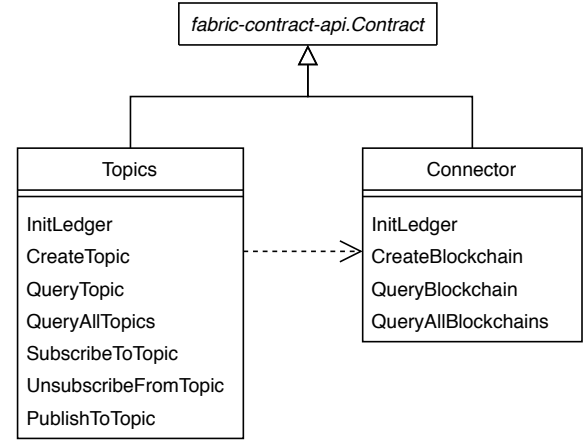 fabric-contract-api.Contract
Topics
InitLedger
CreateTopic
QueryTopic
QueryAllTopics
SubscribeToTopic
UnsubscribeFromTopic
PublishToTopic
Connector
InitLedger
CreateBlockchain
QueryBlockchain
QueryAllBlockchains